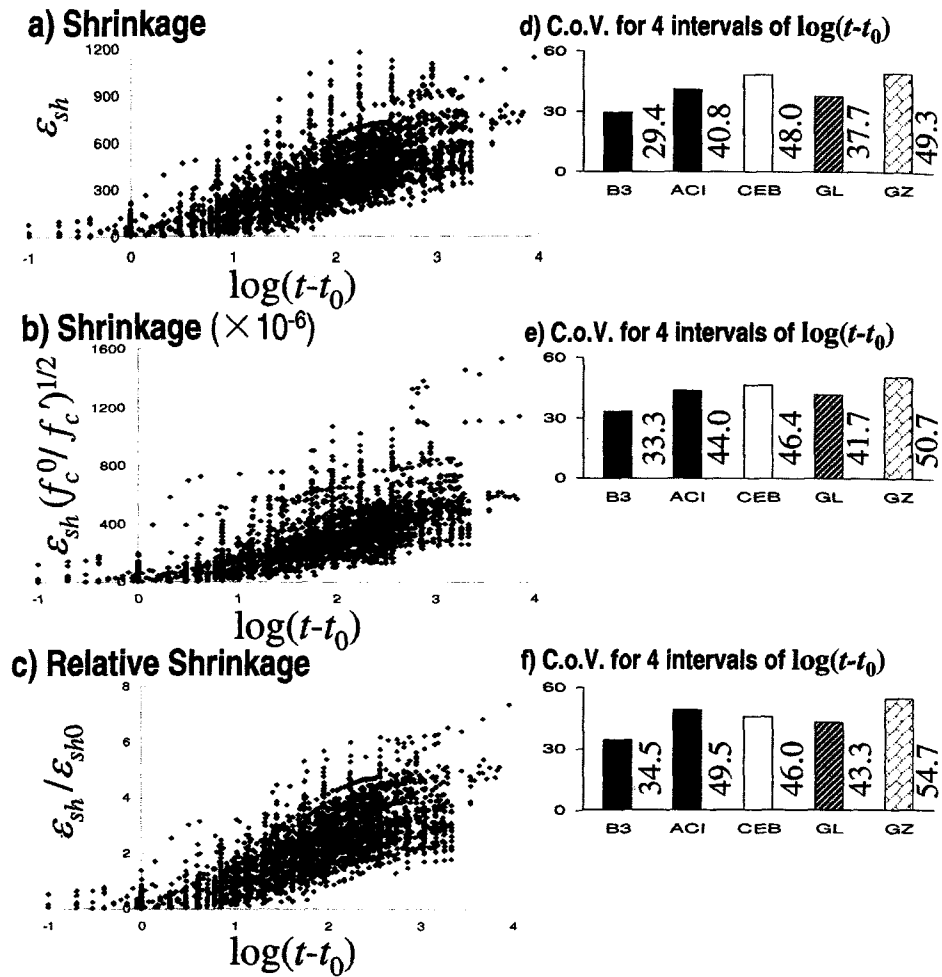 a) Shrinkage
ε_sh
1200
900
600
300
0
-1 0 1 2 3 4
log(t-t₀)
d) C.o.V. for 4 intervals of log(t-t₀)
60
30
0
29.4 40.8 48.0 37.7 49.3
B3 ACI CEB GL GZ
b) Shrinkage (×10⁻⁶)
ε_sh (f_c⁰/ f_c')^1/2
1600
1200
800
400
0
-1 0 1 2 3 4
log(t-t₀)
e) C.o.V. for 4 intervals of log(t-t₀)
60
30
0
33.3 44.0 46.4 41.7 50.7
B3 ACI CEB GL GZ
c) Relative Shrinkage
ε_sh /ε_sh0
8
6
4
2
0
-1 0 1 2 3 4
log(t-t₀)
f) C.o.V. for 4 intervals of log(t-t₀)
60
30
0
34.5 49.5 46.0 43.3 54.7
B3 ACI CEB GL GZ